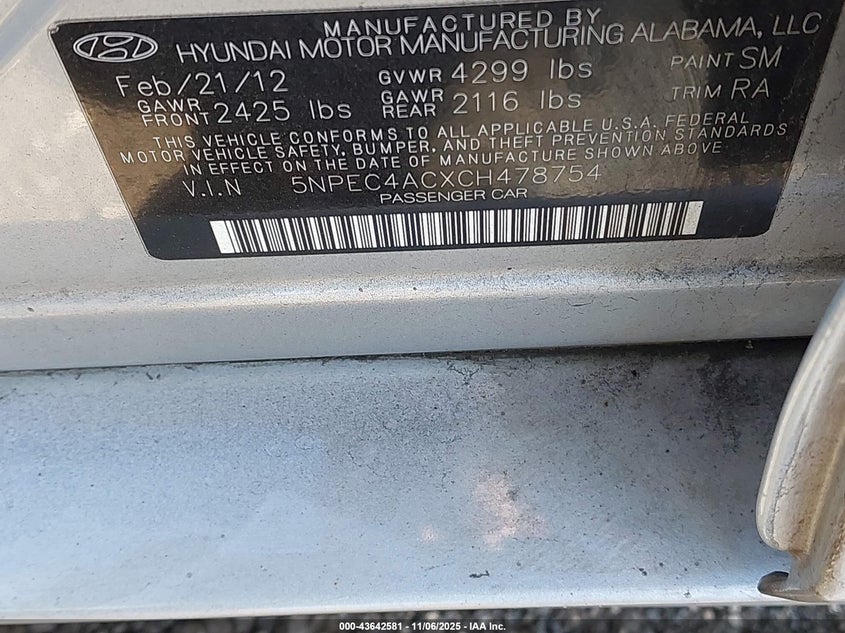 MANUFACTURED BY
HYUNDAI MOTOR MANUFACTURING ALABAMA, LLC
Feb/21/12 GVWR 4299 lbs PAINT SM
GAWR FRONT 2425 lbs GAWR REAR 2116 lbs TRIM RA
THIS VEHICLE CONFORMS TO ALL APPLICABLE U.S.A. FEDERAL
MOTOR VEHICLE SAFETY, BUMPER, AND THEFT PREVENTION STANDARDS
IN EFFECT ON THE DATE OF MANUFACTURE SHOWN ABOVE
V.I.N 5NPEC4ACXCH478754
PASSENGER CAR
000-43642581 - 11/06/2025 - IAA Inc.